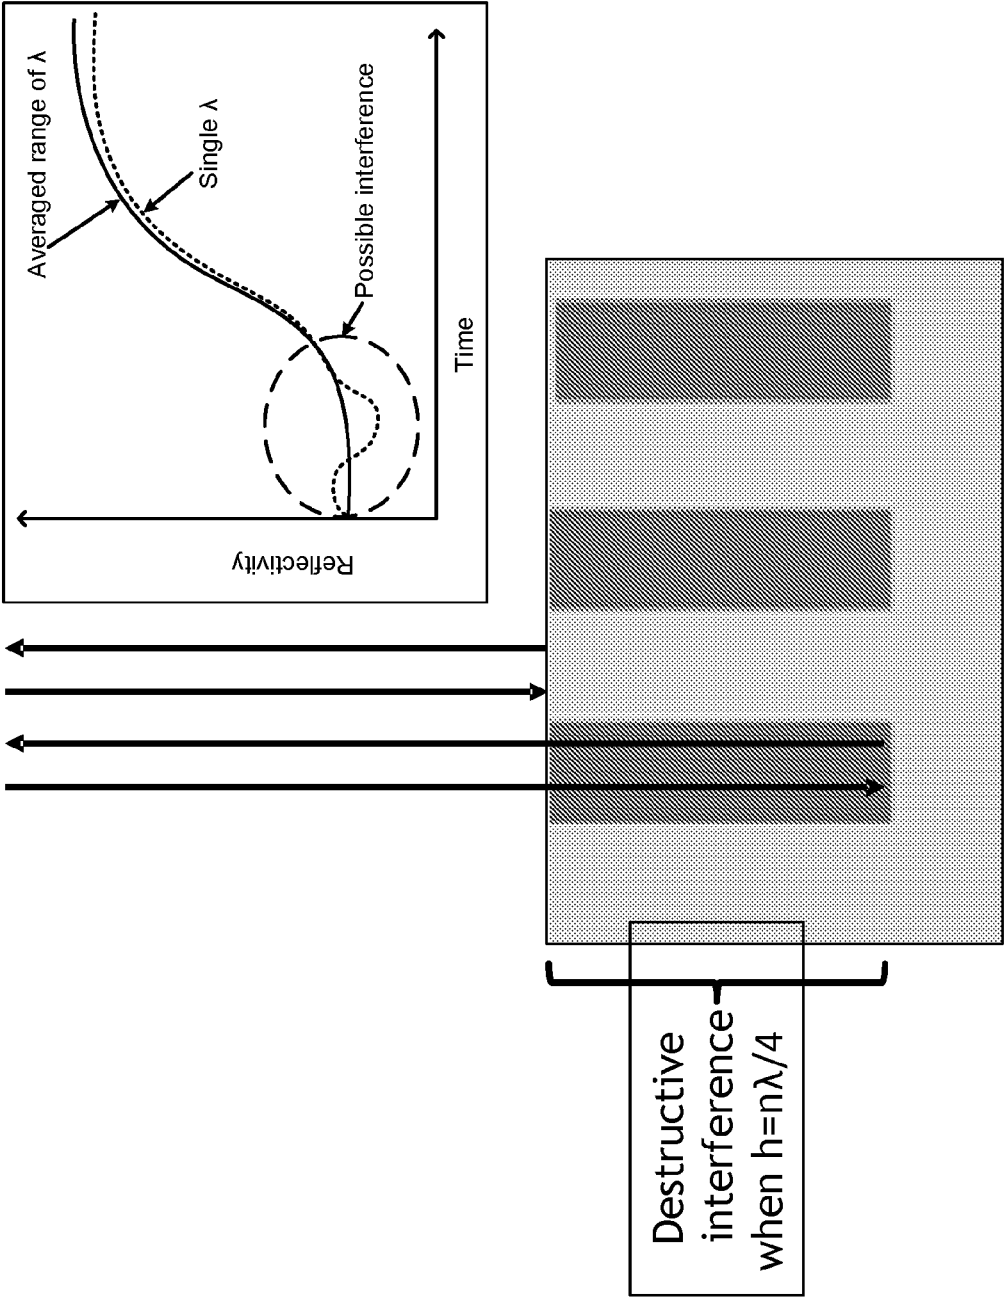 Averaged range of λ
Single λ
Possible interference
Time
Reflectivity
Destructive
interference
when h=nλ/4